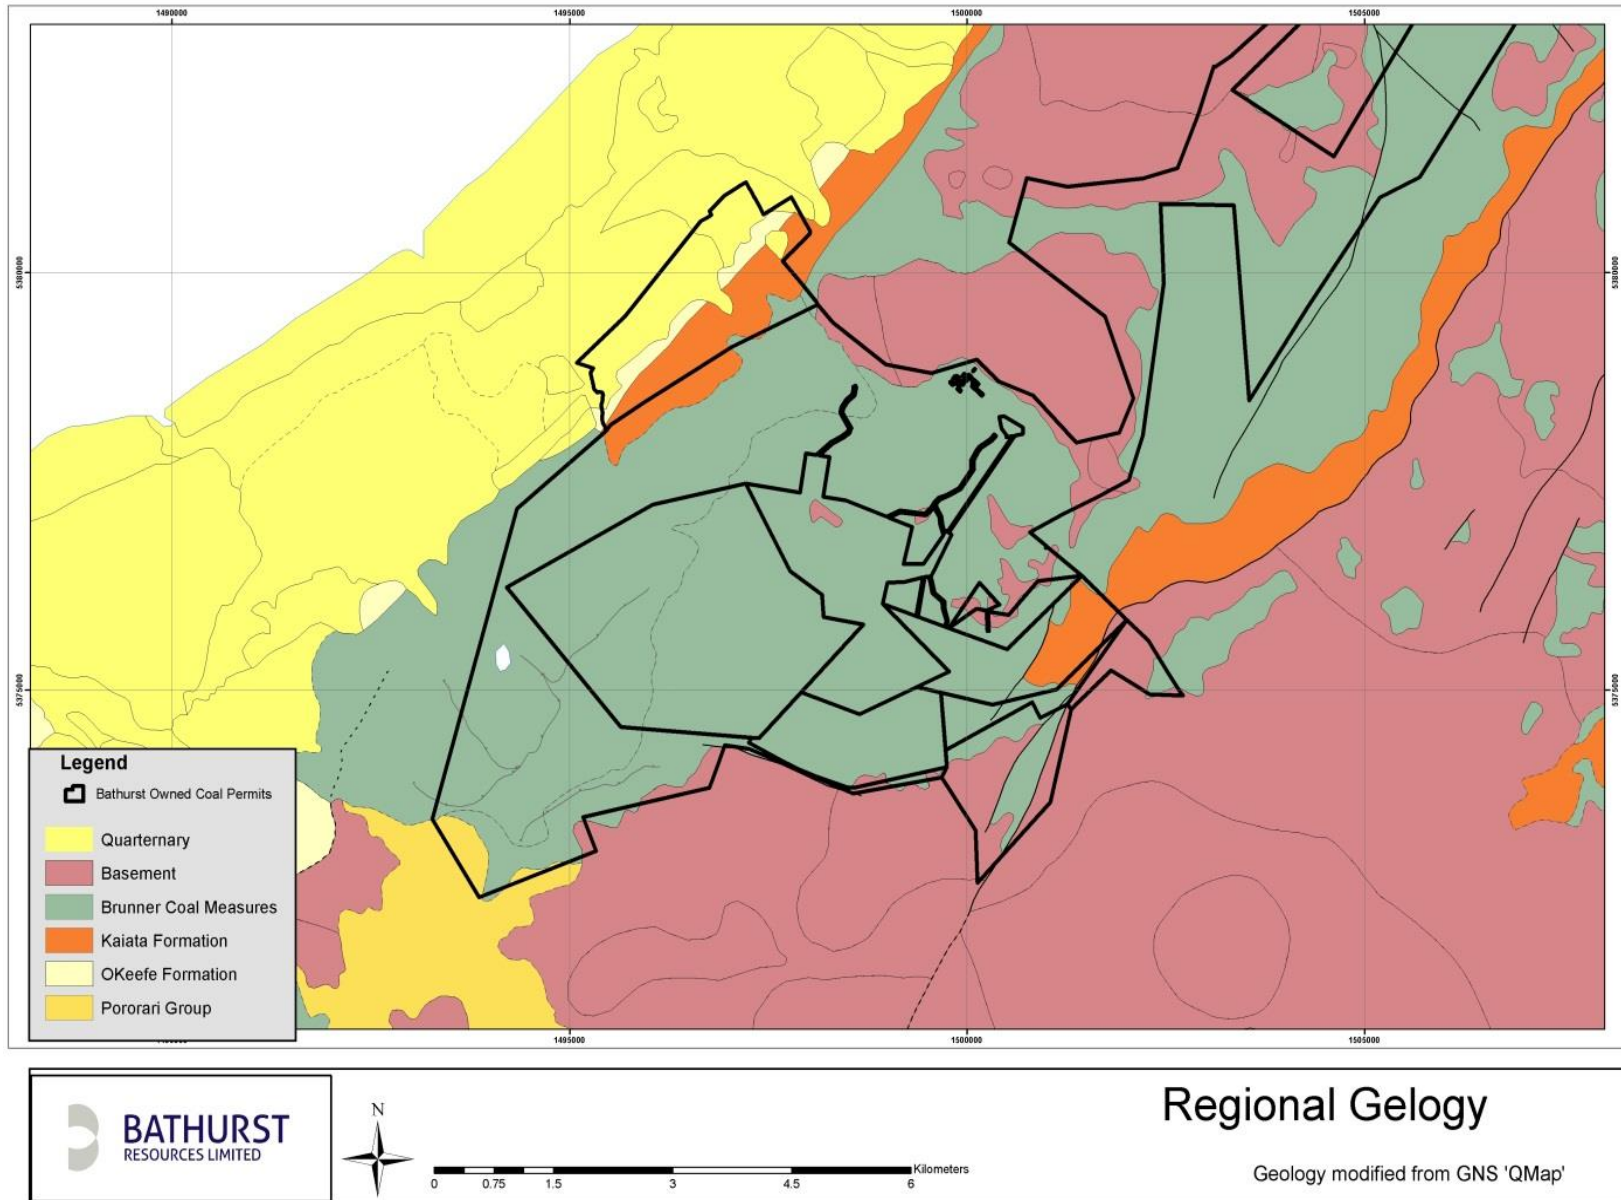 1490000
1495000
1500000
1505000
5380000
5380000
5375000
5375000
Legend
Bathurst Owned Coal Permits
Quarternary
Basement
Brunner Coal Measures
Kaiata Formation
OKeefe Formation
Pororari Group
1495000
1500000
1505000
BATHURST
RESOURCES LIMITED
N
Kilometers
0 0.75 1.5 3 4.5 6
Regional Gelogy
Geology modified from GNS 'QMap'